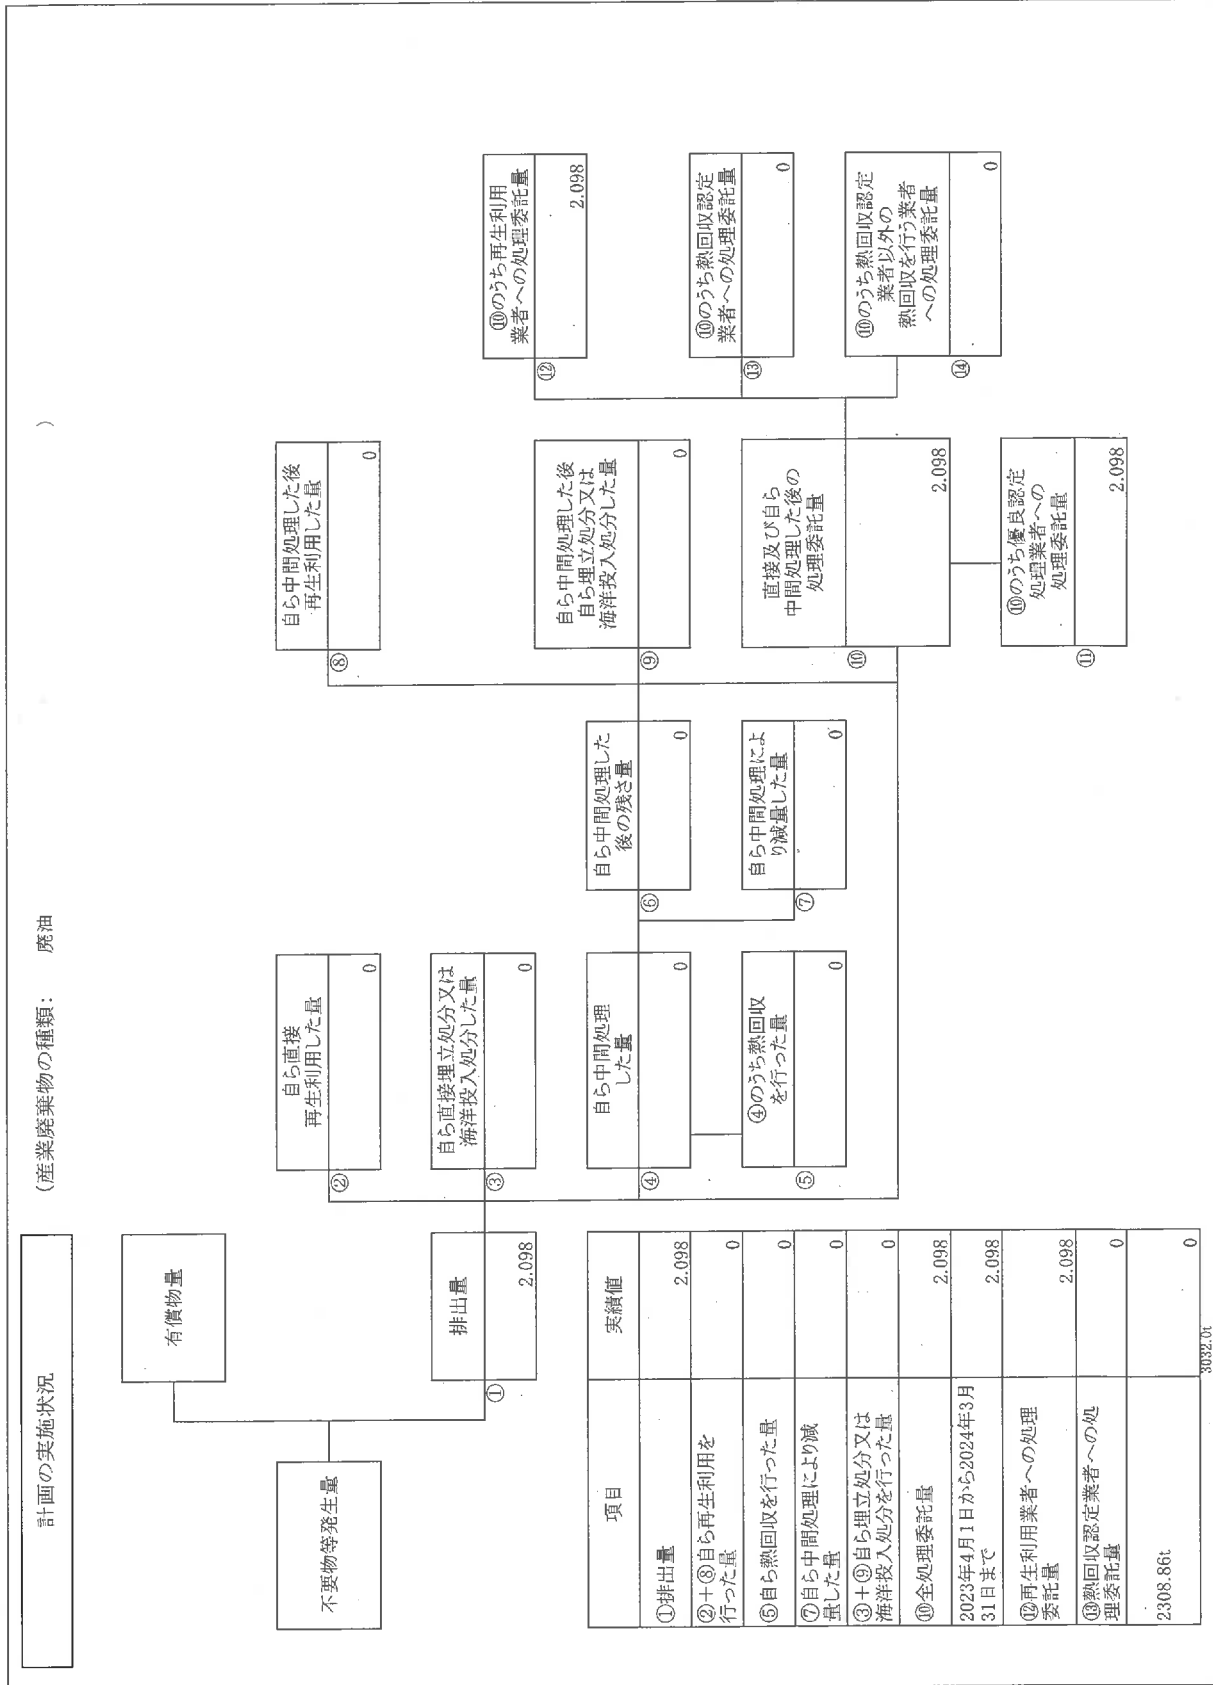 計画の実施状況
(産業廃棄物の種類: 廃油 )
不要物等発生量
有償物量
①
排出量
2.098
②
自ら直接
再生利用した量
0
③
自ら直接埋立処分又は
海洋投入処分した量
0
④
自ら中間処理
した量
0
⑤
④のうち熱回収
を行った量
0
⑥
自ら中間処理した
後の残さ量
0
⑦
自ら中間処理によ
り減量した量
0
⑧
自ら中間処理した後
再生利用した量
0
⑨
自ら中間処理した後
自ら埋立処分又は
海洋投入処分した量
0
⑩
直接及び自ら
中間処理した後の
処理委託量
2.098
⑪
⑩のうち優良認定
処理業者への
処理委託量
2.098
⑫
⑩のうち再生利用
業者への処理委託量
2.098
⑬
⑩のうち熱回収認定
業者への処理委託量
0
⑭
⑩のうち熱回収認定
業者以外の
熱回収を行う業者
への処理委託量
0
項目 実績値
①排出量 2.098
②+⑧自ら再生利用を
行った量 0
⑤自ら熱回収を行った量 0
⑦自ら中間処理により減
量した量 0
③+⑨自ら埋立処分又は
海洋投入処分を行った量 0
⑩全処理委託量 2.098
2023年4月1日から2024年3月
31日まで 2.098
⑫再生利用業者への処理
委託量 2.098
⑬熱回収認定業者への処
理委託量 0
2308.86t 0
3032.0t